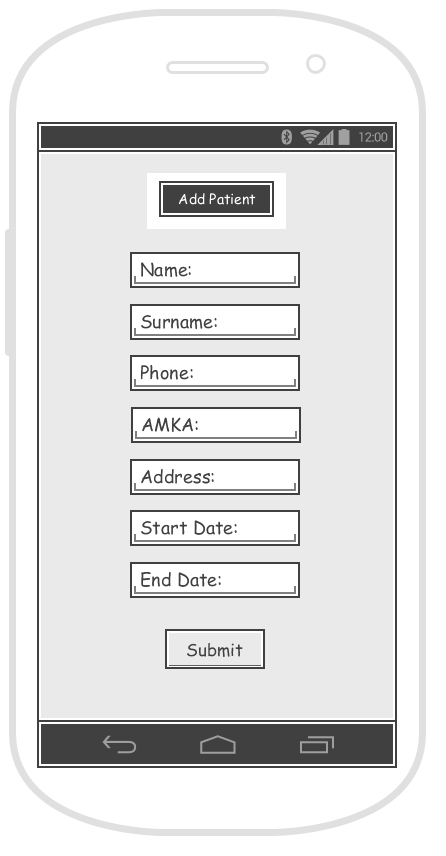 12:00
Add Patient
Name:
Surname:
Phone:
AMKA:
Address:
Start Date:
End Date:
Submit